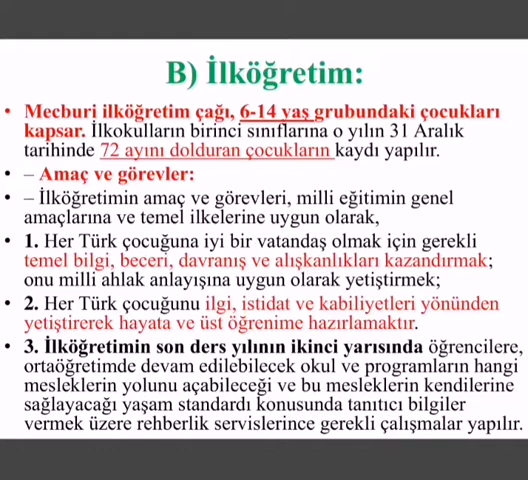 B) İlköğretim:
• Mecburi ilköğretim çağı, 6-14 yaş grubundaki çocukları
kapsar. İlkokulların birinci sınıflarına o yılın 31 Aralık
tarihinde 72 ayını dolduran çocukların kaydı yapılır.
• – Amaç ve görevler:
• – İlköğretimin amaç ve görevleri, milli eğitimin genel
amaçlarına ve temel ilkelerine uygun olarak,
• 1. Her Türk çocuğuna iyi bir vatandaş olmak için gerekli
temel bilgi, beceri, davranış ve alışkanlıkları kazandırmak;
onu milli ahlak anlayışına uygun olarak yetiştirmek;
• 2. Her Türk çocuğunu ilgi, istidat ve kabiliyetleri yönünden
yetiştirerek hayata ve üst öğrenime hazırlamaktır.
• 3. İlköğretimin son ders yılının ikinci yarısında öğrencilere,
ortaöğretimde devam edilebilecek okul ve programların hangi
mesleklerin yolunu açabileceği ve bu mesleklerin kendilerine
sağlayacağı yaşam standardı konusunda tanıtıcı bilgiler
vermek üzere rehberlik servislerince gerekli çalışmalar yapılır.